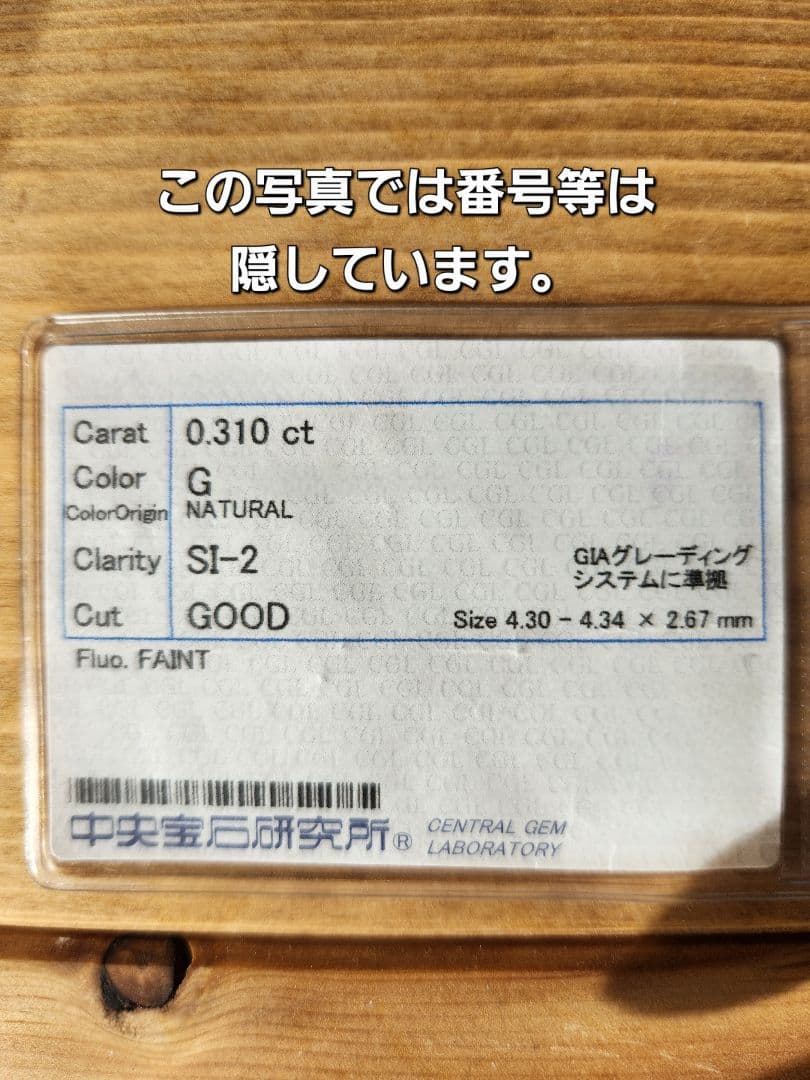 この写真では番号等は
隠しています。
Carat 0.310 ct
Color G
ColorOrigin NATURAL
Clarity SI-2 GIAグレーディング
システムに準拠
Cut GOOD Size 4.30 - 4.34 × 2.67 mm
Fluo. FAINT
中央宝石研究所® CENTRAL GEM
LABORATORY